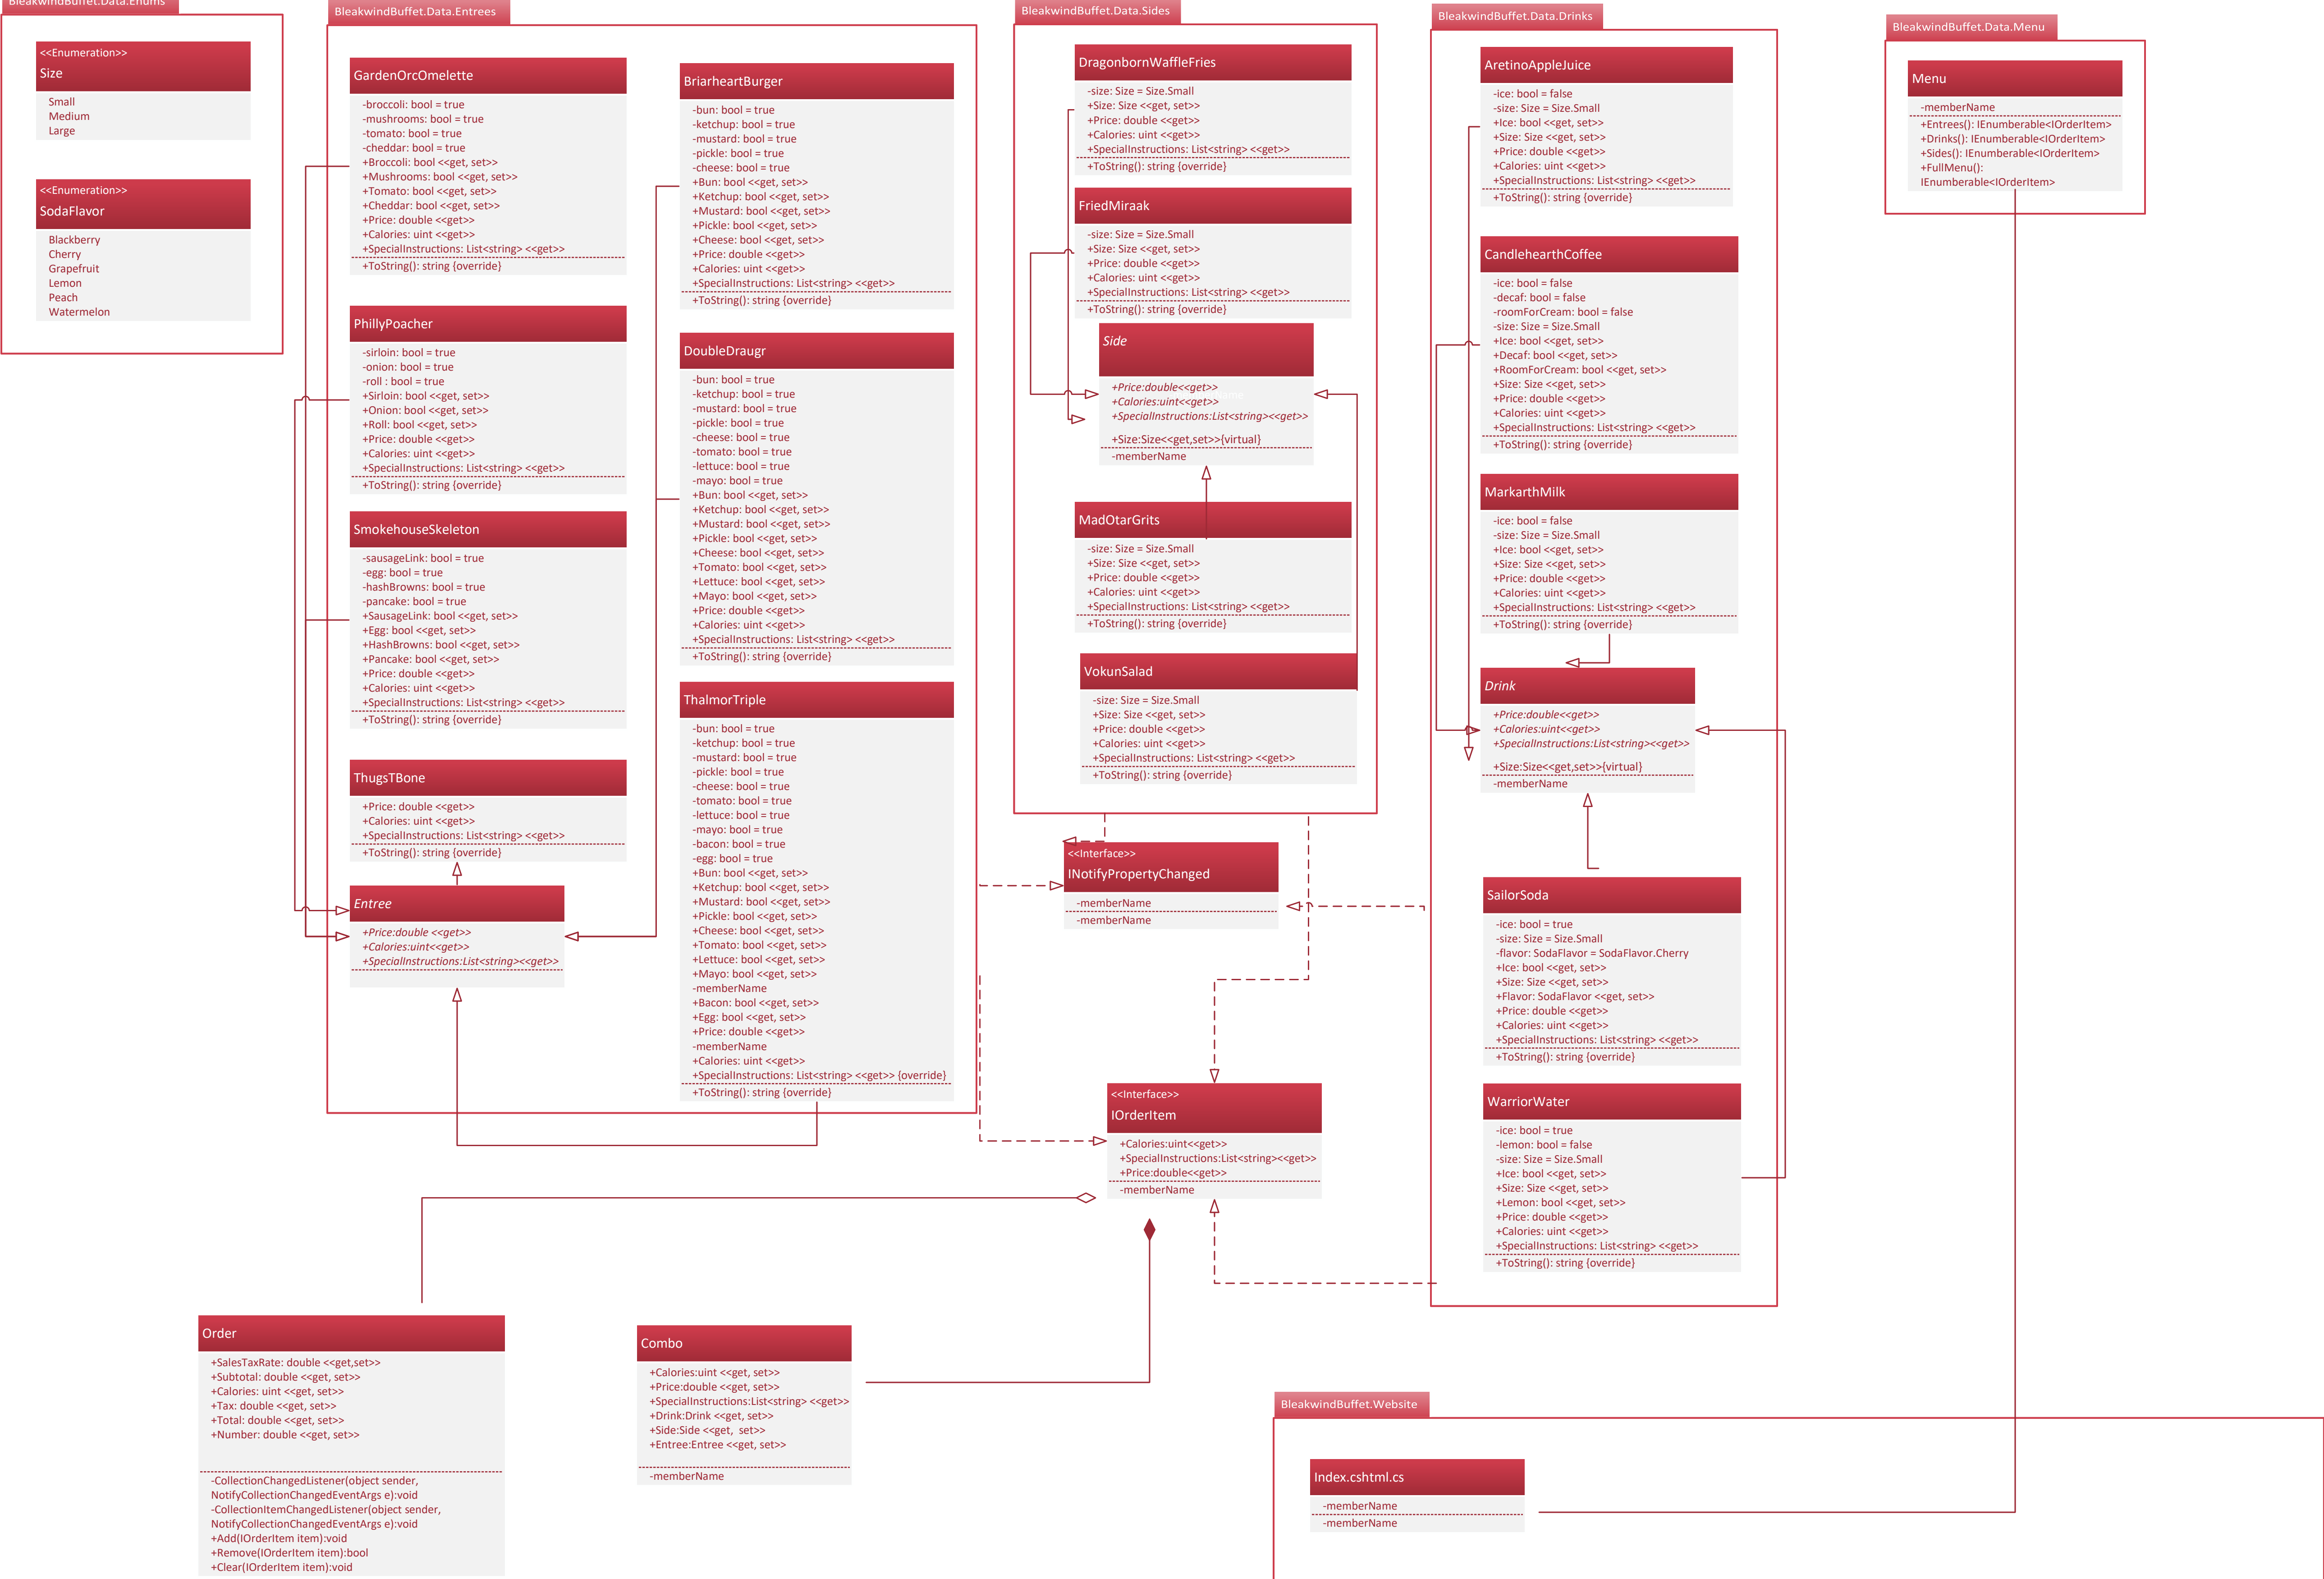 BleakwindBuffet.Data.Enums
<<Enumeration>>
Size
Small
Medium
Large
<<Enumeration>>
SodaFlavor
Blackberry
Cherry
Grapefruit
Lemon
Peach
Watermelon
BleakwindBuffet.Data.Entrees
GardenOrcOmelette
-broccoli: bool = true
-mushrooms: bool = true
-tomato: bool = true
-cheddar: bool = true
+Broccoli: bool <<get, set>>
+Mushrooms: bool <<get, set>>
+Tomato: bool <<get, set>>
+Cheddar: bool <<get, set>>
+Price: double <<get>>
+Calories: uint <<get>>
+SpecialInstructions: List<string> <<get>>
+ToString(): string {override}
PhillyPoacher
-sirloin: bool = true
-onion: bool = true
-roll : bool = true
+Sirloin: bool <<get, set>>
+Onion: bool <<get, set>>
+Roll: bool <<get, set>>
+Price: double <<get>>
+Calories: uint <<get>>
+SpecialInstructions: List<string> <<get>>
+ToString(): string {override}
SmokehouseSkeleton
-sausageLink: bool = true
-egg: bool = true
-hashBrowns: bool = true
-pancake: bool = true
+SausageLink: bool <<get, set>>
+Egg: bool <<get, set>>
+HashBrowns: bool <<get, set>>
+Pancake: bool <<get, set>>
+Price: double <<get>>
+Calories: uint <<get>>
+SpecialInstructions: List<string> <<get>>
+ToString(): string {override}
ThugsTBone
+Price: double <<get>>
+Calories: uint <<get>>
+SpecialInstructions: List<string> <<get>>
+ToString(): string {override}
Entree
+Price:double <<get>>
+Calories:uint<<get>>
+SpecialInstructions:List<string><<get>>
BriarheartBurger
-bun: bool = true
-ketchup: bool = true
-mustard: bool = true
-pickle: bool = true
-cheese: bool = true
+Bun: bool <<get, set>>
+Ketchup: bool <<get, set>>
+Mustard: bool <<get, set>>
+Pickle: bool <<get, set>>
+Cheese: bool <<get, set>>
+Price: double <<get>>
+Calories: uint <<get>>
+SpecialInstructions: List<string> <<get>>
+ToString(): string {override}
DoubleDraugr
-bun: bool = true
-ketchup: bool = true
-mustard: bool = true
-pickle: bool = true
-cheese: bool = true
-tomato: bool = true
-lettuce: bool = true
-mayo: bool = true
+Bun: bool <<get, set>>
+Ketchup: bool <<get, set>>
+Mustard: bool <<get, set>>
+Pickle: bool <<get, set>>
+Cheese: bool <<get, set>>
+Tomato: bool <<get, set>>
+Lettuce: bool <<get, set>>
+Mayo: bool <<get, set>>
+Price: double <<get>>
+Calories: uint <<get>>
+SpecialInstructions: List<string> <<get>>
+ToString(): string {override}
ThalmorTriple
-bun: bool = true
-ketchup: bool = true
-mustard: bool = true
-pickle: bool = true
-cheese: bool = true
-tomato: bool = true
-lettuce: bool = true
-mayo: bool = true
-bacon: bool = true
-egg: bool = true
+Bun: bool <<get, set>>
+Ketchup: bool <<get, set>>
+Mustard: bool <<get, set>>
+Pickle: bool <<get, set>>
+Cheese: bool <<get, set>>
+Tomato: bool <<get, set>>
+Lettuce: bool <<get, set>>
+Mayo: bool <<get, set>>
-memberName
+Bacon: bool <<get, set>>
+Egg: bool <<get, set>>
+Price: double <<get>>
-memberName
+Calories: uint <<get>>
+SpecialInstructions: List<string> <<get>> {override}
+ToString(): string {override}
BleakwindBuffet.Data.Sides
DragonbornWaffleFries
-size: Size = Size.Small
+Size: Size <<get, set>>
+Price: double <<get>>
+Calories: uint <<get>>
+SpecialInstructions: List<string> <<get>>
+ToString(): string {override}
FriedMiraak
-size: Size = Size.Small
+Size: Size <<get, set>>
+Price: double <<get>>
+Calories: uint <<get>>
+SpecialInstructions: List<string> <<get>>
+ToString(): string {override}
Side
+Price:double<<get>>
+Calories:uint<<get>>
+SpecialInstructions:List<string><<get>>
+Size:Size<<get,set>>{virtual}
-memberName
MadOtarGrits
-size: Size = Size.Small
+Size: Size <<get, set>>
+Price: double <<get>>
+Calories: uint <<get>>
+SpecialInstructions: List<string> <<get>>
+ToString(): string {override}
VokunSalad
-size: Size = Size.Small
+Size: Size <<get, set>>
+Price: double <<get>>
+Calories: uint <<get>>
+SpecialInstructions: List<string> <<get>>
+ToString(): string {override}
<<Interface>>
INotifyPropertyChanged
-memberName
-memberName
<<Interface>>
IOrderItem
+Calories:uint<<get>>
+SpecialInstructions:List<string><<get>>
+Price:double<<get>>
-memberName
BleakwindBuffet.Data.Drinks
AretinoAppleJuice
-ice: bool = false
-size: Size = Size.Small
+Ice: bool <<get, set>>
+Size: Size <<get, set>>
+Price: double <<get>>
+Calories: uint <<get>>
+SpecialInstructions: List<string> <<get>>
+ToString(): string {override}
CandlehearthCoffee
-ice: bool = false
-decaf: bool = false
-roomForCream: bool = false
-size: Size = Size.Small
+Ice: bool <<get, set>>
+Decaf: bool <<get, set>>
+RoomForCream: bool <<get, set>>
+Size: Size <<get, set>>
+Price: double <<get>>
+Calories: uint <<get>>
+SpecialInstructions: List<string> <<get>>
+ToString(): string {override}
MarkarthMilk
-ice: bool = false
-size: Size = Size.Small
+Ice: bool <<get, set>>
+Size: Size <<get, set>>
+Price: double <<get>>
+Calories: uint <<get>>
+SpecialInstructions: List<string> <<get>>
+ToString(): string {override}
Drink
+Price:double<<get>>
+Calories:uint<<get>>
+SpecialInstructions:List<string><<get>>
+Size:Size<<get,set>>{virtual}
-memberName
SailorSoda
-ice: bool = true
-size: Size = Size.Small
-flavor: SodaFlavor = SodaFlavor.Cherry
+Ice: bool <<get, set>>
+Size: Size <<get, set>>
+Flavor: SodaFlavor <<get, set>>
+Price: double <<get>>
+Calories: uint <<get>>
+SpecialInstructions: List<string> <<get>>
+ToString(): string {override}
WarriorWater
-ice: bool = true
-lemon: bool = false
-size: Size = Size.Small
+Ice: bool <<get, set>>
+Size: Size <<get, set>>
+Lemon: bool <<get, set>>
+Price: double <<get>>
+Calories: uint <<get>>
+SpecialInstructions: List<string> <<get>>
+ToString(): string {override}
BleakwindBuffet.Data.Menu
Menu
-memberName
+Entrees(): IEnumberable<IOrderItem>
+Drinks(): IEnumberable<IOrderItem>
+Sides(): IEnumberable<IOrderItem>
+FullMenu():
IEnumberable<IOrderItem>
Order
+SalesTaxRate: double <<get,set>>
+Subtotal: double <<get, set>>
+Calories: uint <<get, set>>
+Tax: double <<get, set>>
+Total: double <<get, set>>
+Number: double <<get, set>>
-CollectionChangedListener(object sender,
NotifyCollectionChangedEventArgs e):void
-CollectionItemChangedListener(object sender,
NotifyCollectionChangedEventArgs e):void
+Add(IOrderItem item):void
+Remove(IOrderItem item):bool
+Clear(IOrderItem item):void
Combo
+Calories:uint <<get, set>>
+Price:double <<get, set>>
+SpecialInstructions:List<string> <<get>>
+Drink:Drink <<get, set>>
+Side:Side <<get,  set>>
+Entree:Entree <<get, set>>
-memberName
BleakwindBuffet.Website
Index.cshtml.cs
-memberName
-memberName